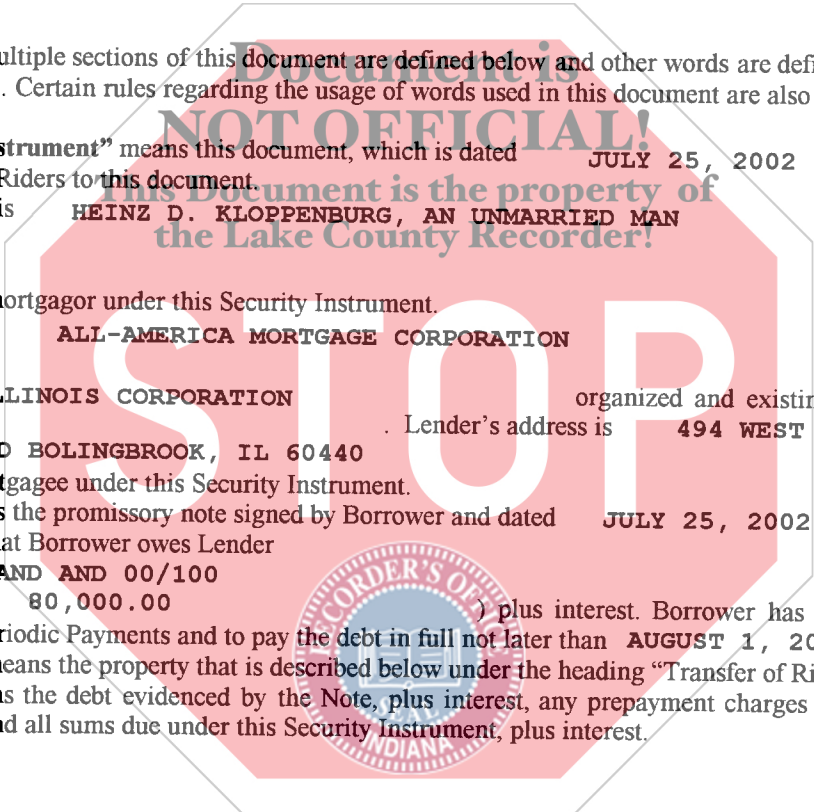 ultiple sections of this document are defined below and other words are defi
. Certain rules regarding the usage of words used in this document are also
Document is
NOT OFFICIAL!
This Document is the property of
the Lake County Recorder!
strument” means this document, which is dated JULY 25, 2002
Riders to this document.
is HEINZ D. KLOPPENBURG, AN UNMARRIED MAN
ortgagor under this Security Instrument.
ALL-AMERICA MORTGAGE CORPORATION
LLINOIS CORPORATION organized and existin
. Lender's address is 494 WEST
D BOLINGBROOK, IL 60440
tgagee under this Security Instrument.
s the promissory note signed by Borrower and dated JULY 25, 2002
at Borrower owes Lender
AND AND 00/100
80,000.00 ) plus interest. Borrower has
riodic Payments and to pay the debt in full not later than AUGUST 1, 20
eans the property that is described below under the heading “Transfer of Ri
s the debt evidenced by the Note, plus interest, any prepayment charges
d all sums due under this Security Instrument, plus interest.
STOP
RECORDER'S OFFICE
SEAL
INDIANA